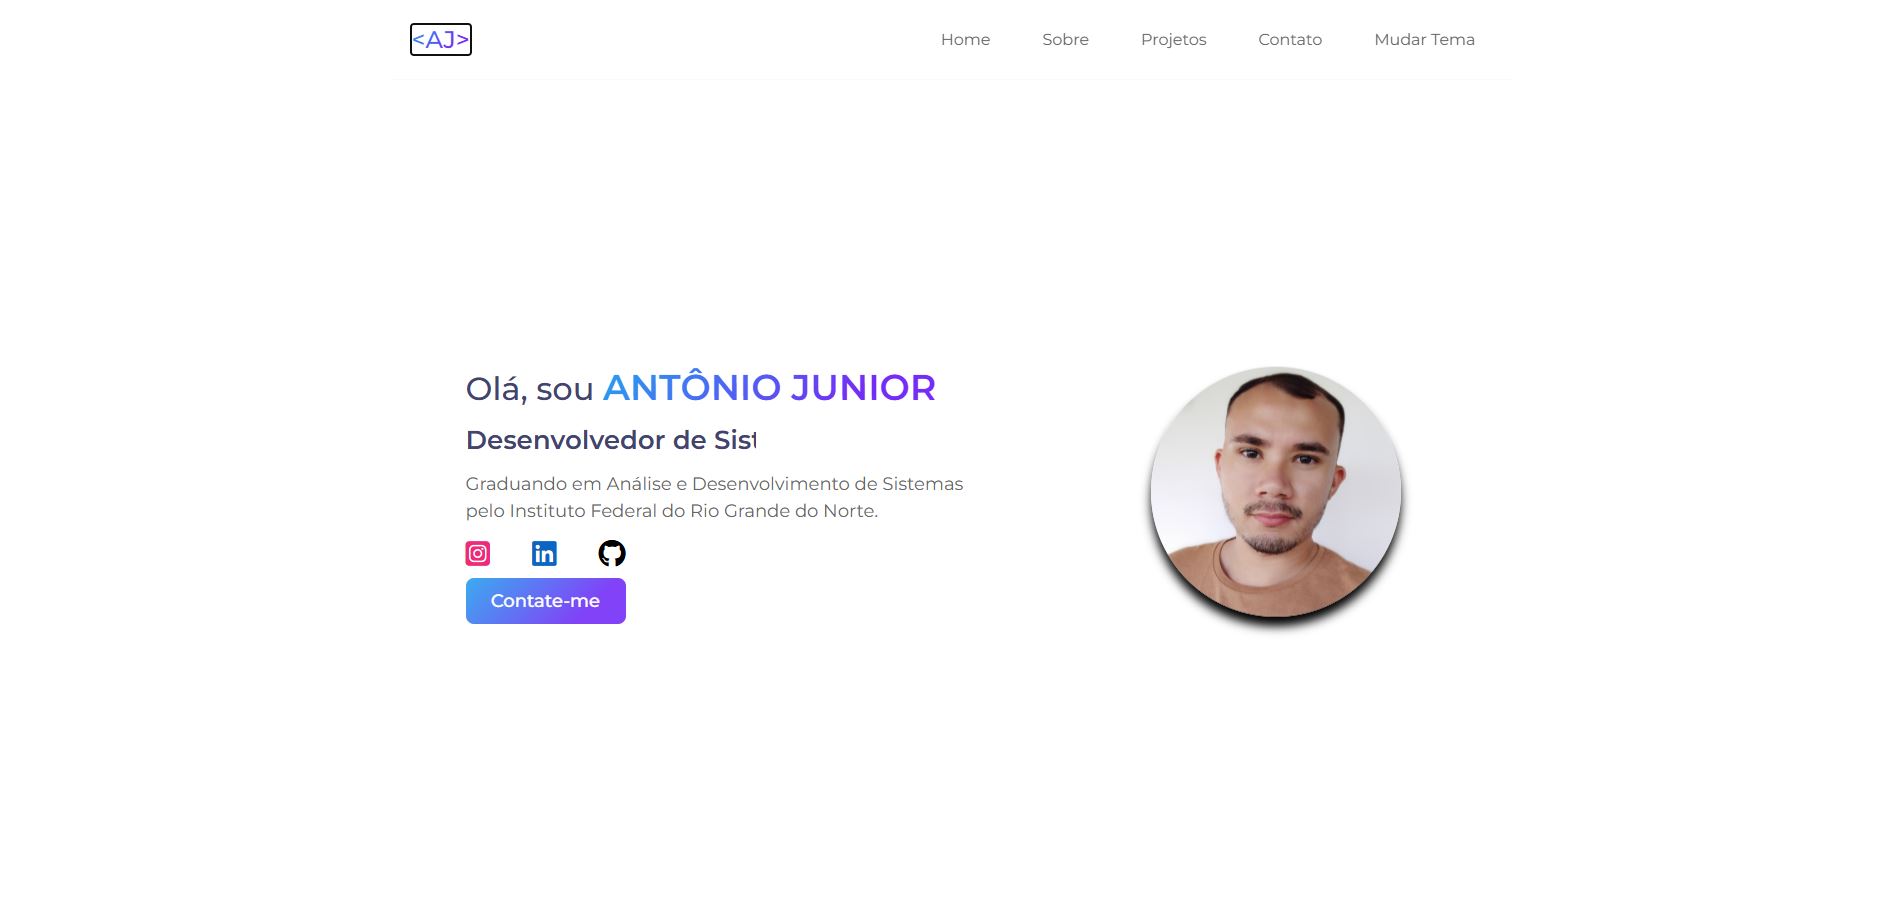 <AJ>
Home Sobre Projetos Contato Mudar Tema
Olá, sou ANTÔNIO JUNIOR
Desenvolvedor de Sist
Graduando em Análise e Desenvolvimento de Sistemas
pelo Instituto Federal do Rio Grande do Norte.
in
Contate-me